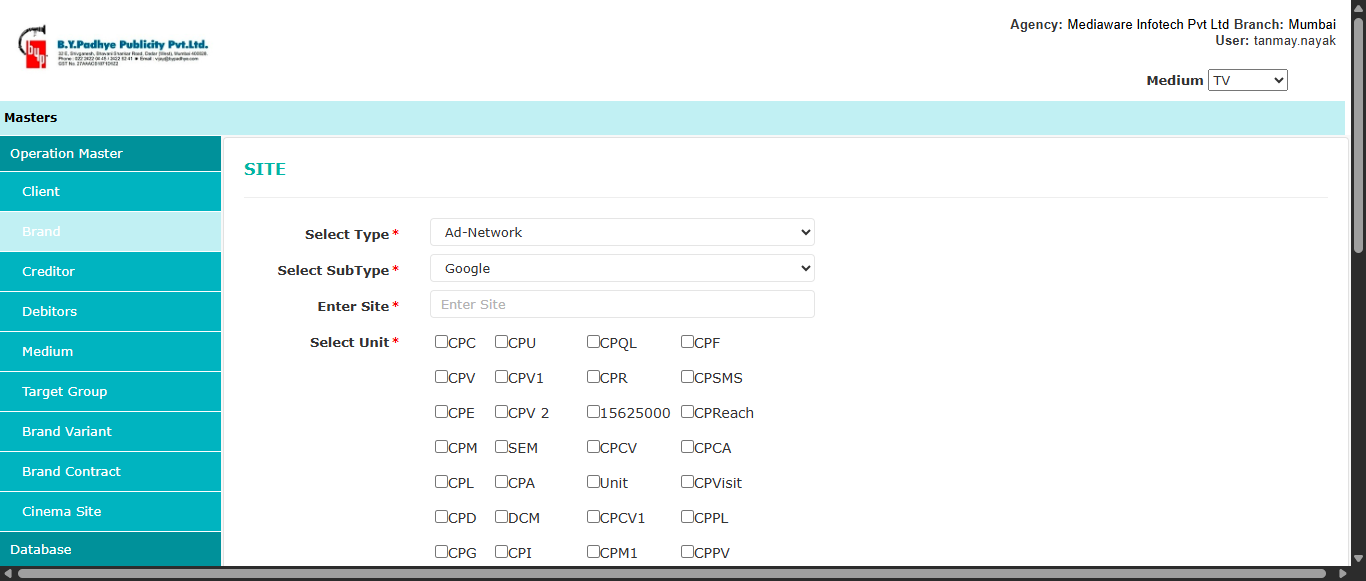 Agency: Mediaware Infotech Pvt Ltd Branch: Mumbai
User: tanmay.nayak
byp
B.Y.Padhye Publicity Pvt.Ltd.
Medium TV
Masters
Operation Master
Client
Brand
Creditor
Debitors
Medium
Target Group
Brand Variant
Brand Contract
Cinema Site
Database
SITE
Select Type* Ad-Network
Select SubType* Google
Enter Site* Enter Site
Select Unit* CPC CPU CPQL CPF
CPV CPV1 CPR CPSMS
CPE CPV 2 15625000 CPReach
CPM SEM CPCV CPCA
CPL CPA Unit CPVisit
CPD DCM CPCV1 CPPL
CPG CPI CPM1 CPPV